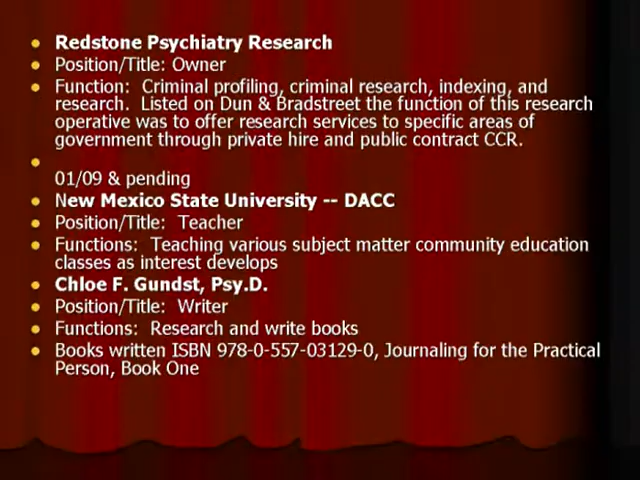 Redstone Psychiatry Research
Position/Title: Owner
Function: Criminal profiling, criminal research, indexing, and
research. Listed on Dun & Bradstreet the function of this research
operative was to offer research services to specific areas of
government through private hire and public contract CCR.
01/09 & pending
New Mexico State University -- DACC
Position/Title: Teacher
Functions: Teaching various subject matter community education
classes as interest develops
Chloe F. Gundst, Psy.D.
Position/Title: Writer
Functions: Research and write books
Books written ISBN 978-0-557-03129-0, Journaling for the Practical
Person, Book One